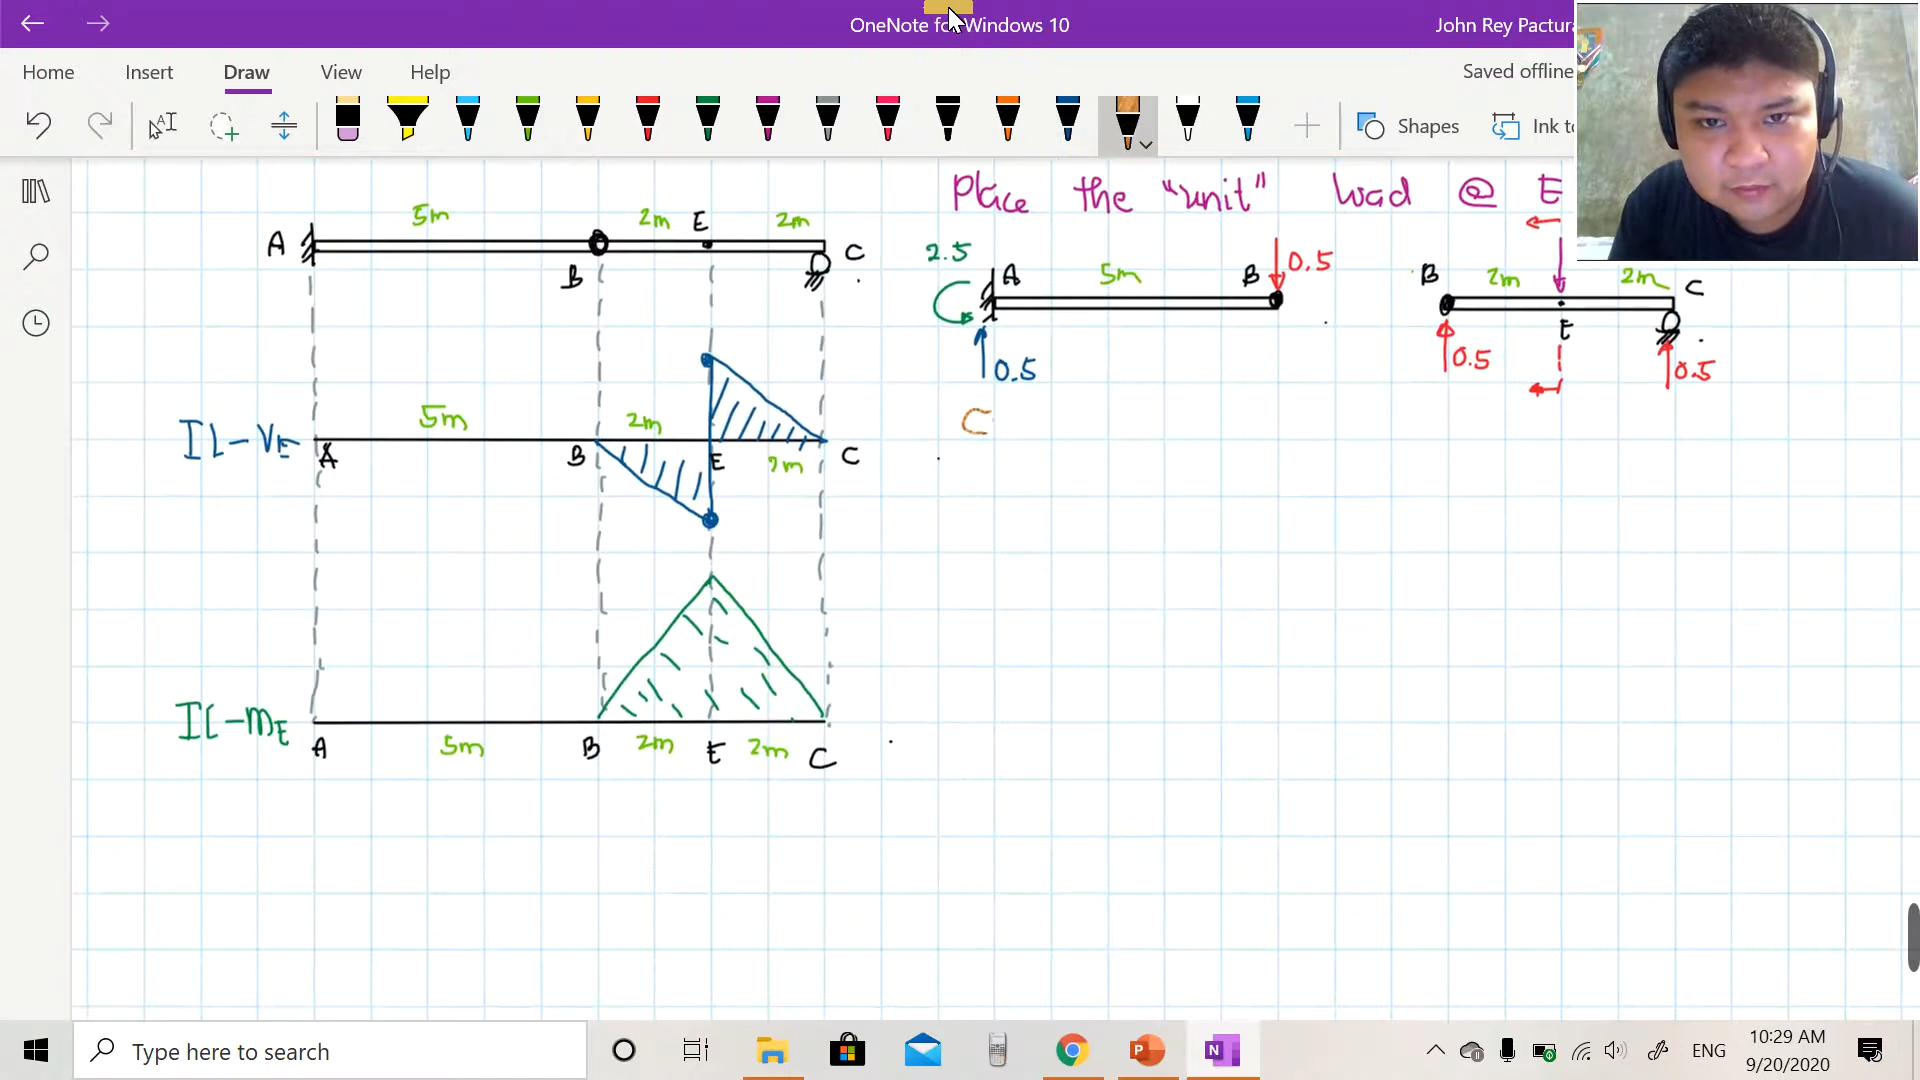 OneNote for Windows 10
John Rey Pactura
Home Insert Draw View Help
Saved offline
Shapes
Ink to
Place the "unit" load @ E
5m 2m E 2m
A B C
2.5
A 5m B 0.5
0.5
B 2m 2m C
E
0.5 0.5
C
IL-VE A 5m B 2m E 2m C
IL-ME
A 5m B 2m E 2m C
Type here to search
ENG
10:29 AM
9/20/2020